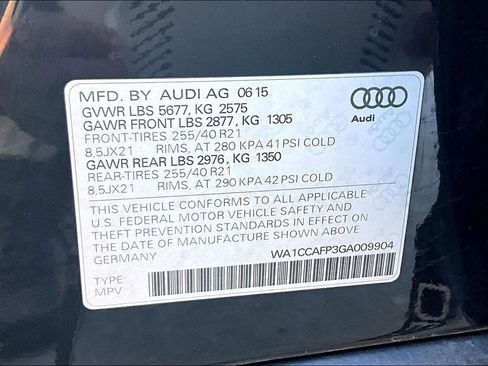 MFD. BY AUDI AG 0615
GVWR LBS 5677, KG 2575
GAWR FRONT LBS 2877, KG 1305
FRONT-TIRES 255/40 R21
8,5JX21 RIMS, AT 280 KPA 41 PSI COLD
GAWR REAR LBS 2976, KG 1350
REAR-TIRES 255/40 R21
8,5JX21 RIMS, AT 290 KPA 42 PSI COLD
THIS VEHICLE CONFORMS TO ALL APPLICABLE
U.S. FEDERAL MOTOR VEHICLE SAFETY AND
THEFT PREVENTION STANDARDS IN EFFECT ON
THE DATE OF MANUFACTURE SHOWN ABOVE.
GERMANY
WA1CCAFP3GA009904
TYPE:
MPV
Audi